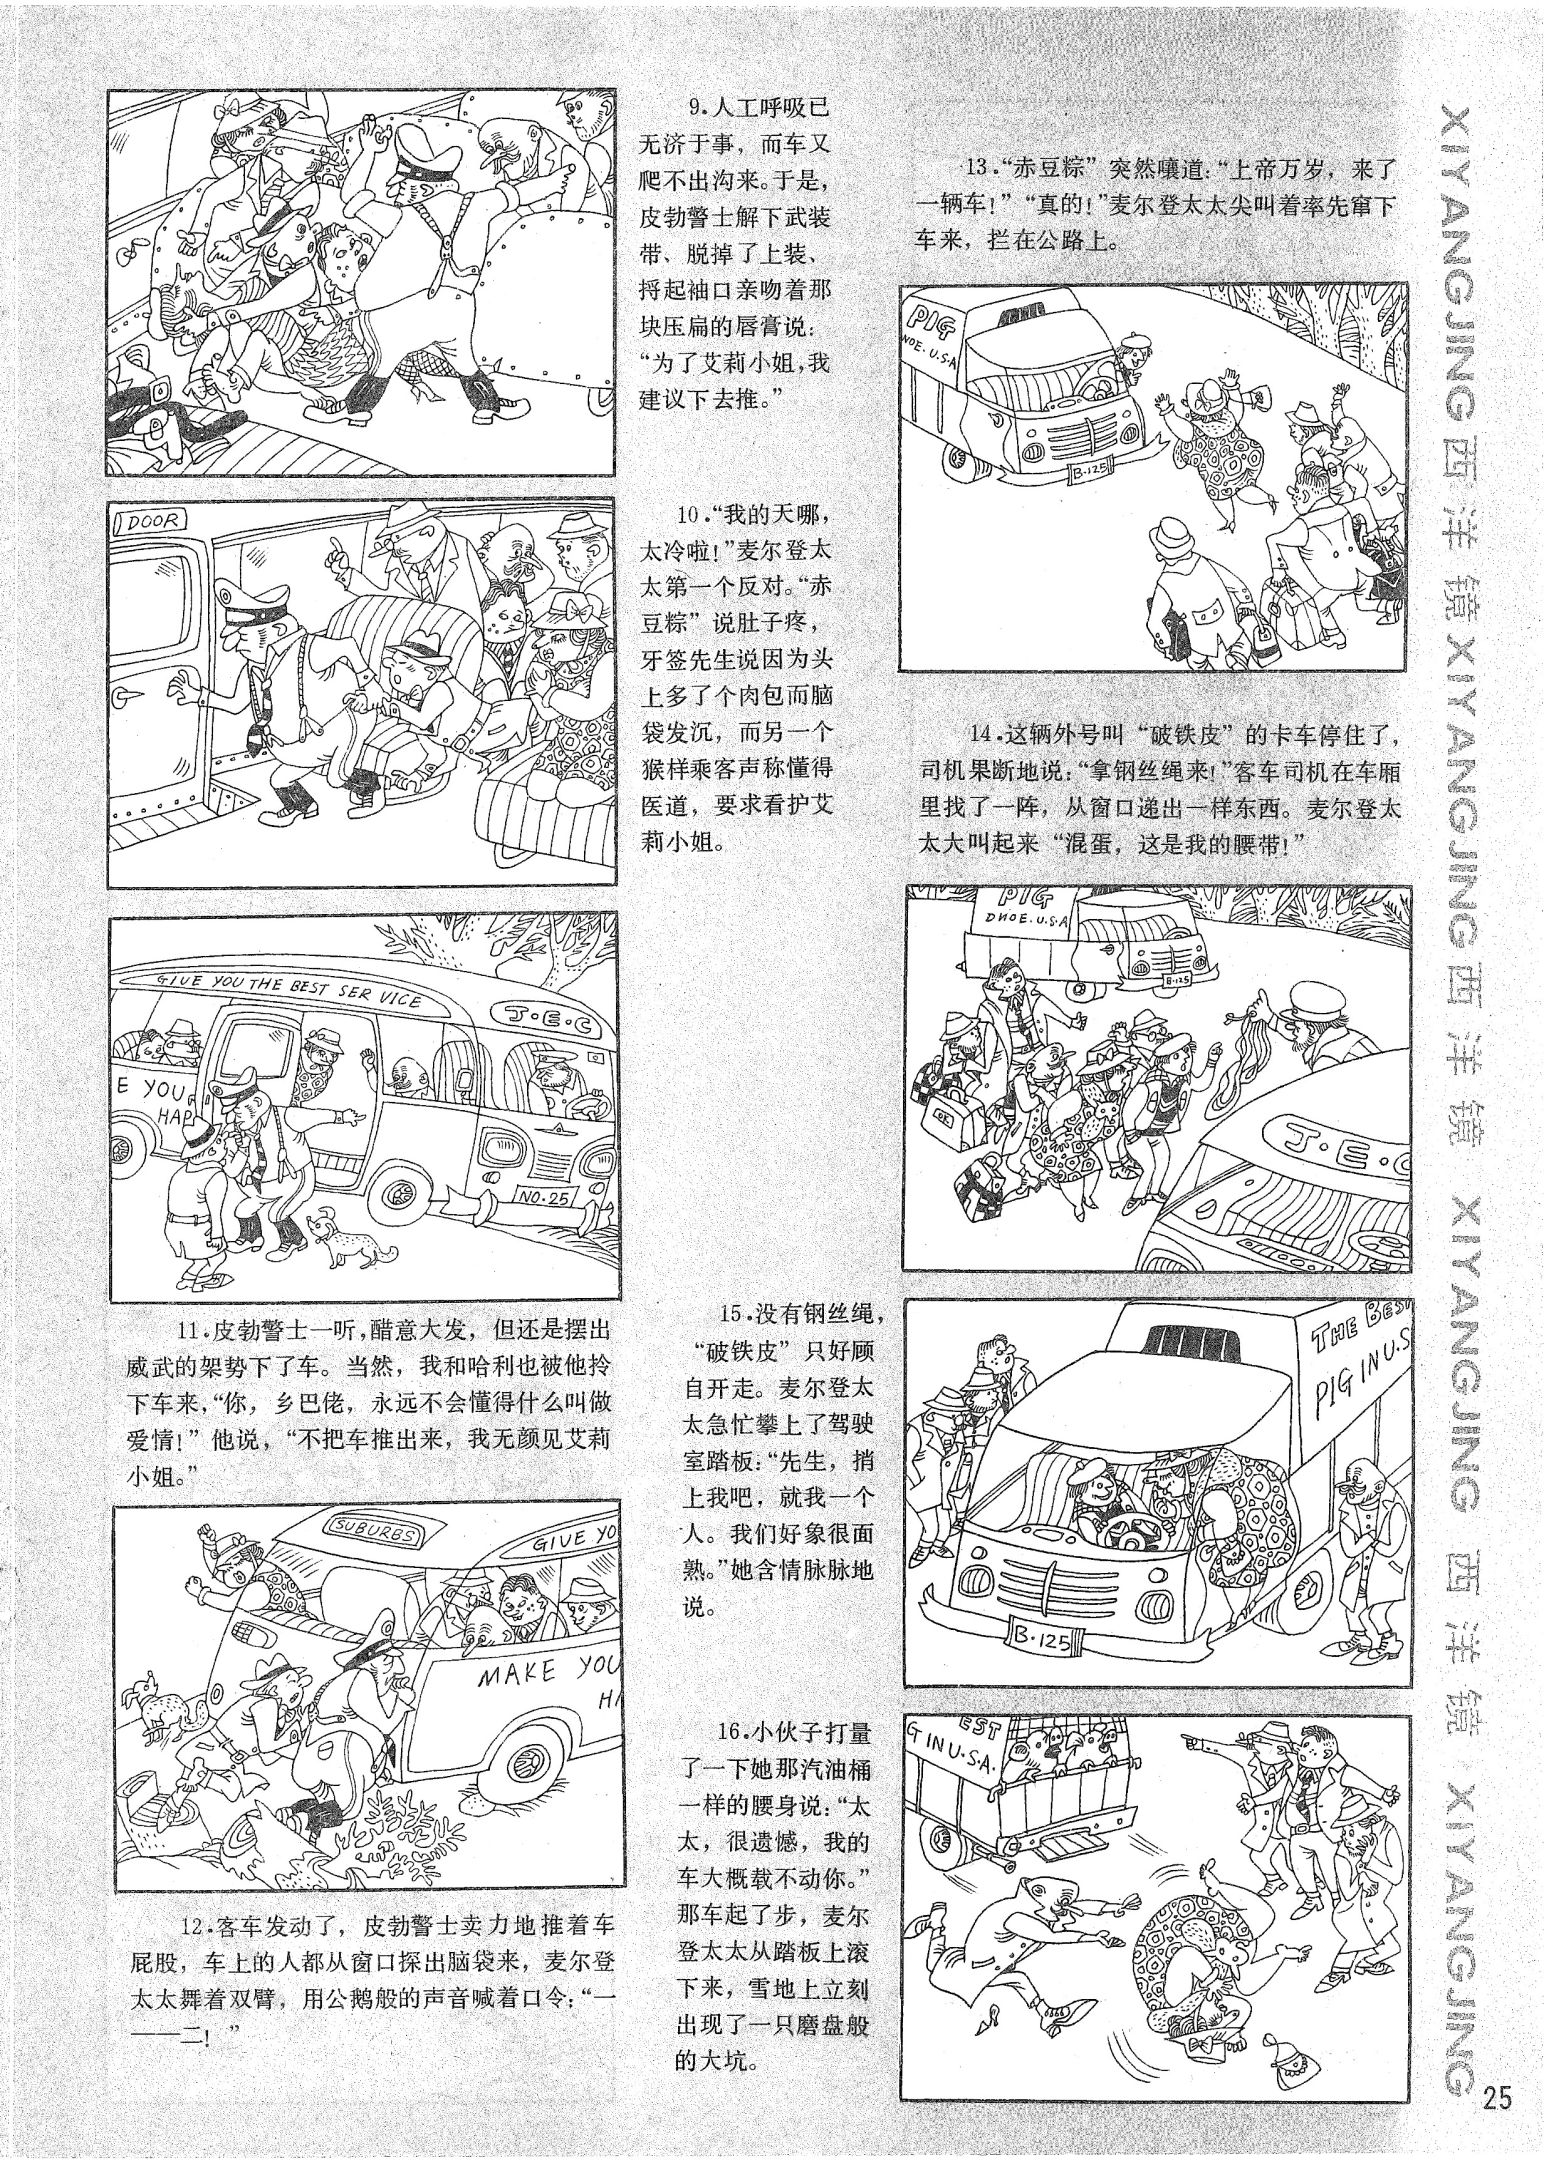 9.人工呼吸已
无济于事，而车又
爬不出沟来。于是，
皮勃警士解下武装
带、脱掉了上装、
捋起袖口亲吻着那
块压扁的唇膏说：
“为了艾莉小姐，我
建议下去推。”
DOOR
10.“我的天哪，
太冷啦！”麦尔登太
太第一个反对。“赤
豆粽”说肚子疼，
牙签先生说因为头
上多了个肉包而脑
袋发沉，而另一个
猴样乘客声称懂得
医道，要求看护艾
莉小姐。
GIVE YOU THE BEST SER VICE
J·E·C
E YOU
HAP
NO·25
11.皮勃警士一听，醋意大发，但还是摆出
威武的架势下了车。当然，我和哈利也被他拎
下车来，“你，乡巴佬，永远不会懂得什么叫做
爱情！”他说，“不把车推出来，我无颜见艾莉
小姐。”
SUBURBS
GIVE YO
MAKE YOU
HA
12.客车发动了，皮勃警士卖力地推着车
屁股，车上的人都从窗口探出脑袋来，麦尔登
太太舞着双臂，用公鹅般的声音喊着口令：“一
——二！”
13.“赤豆粽”突然嚷道：“上帝万岁，来了
一辆车！”“真的！”麦尔登太太尖叫着率先窜下
车来，拦在公路上。
PIG
NOE.U.S.A
B·125
14.这辆外号叫“破铁皮”的卡车停住了，
司机果断地说：“拿钢丝绳来！”客车司机在车厢
里找了一阵，从窗口递出一样东西。麦尔登太
太大叫起来“混蛋，这是我的腰带！”
PIG
DNOE.U.S.A
B·125
OK
J·E·C
15.没有钢丝绳，
“破铁皮”只好顾
自开走。麦尔登太
太急忙攀上了驾驶
室踏板：“先生，捎
上我吧，就我一个
人。我们好象很面
熟。”她含情脉脉地
说。
THE BEST
PIG IN U.S
B·125
16.小伙子打量
了一下她那汽油桶
一样的腰身说：“太
太，很遗憾，我的
车大概载不动你。”
那车起了步，麦尔
登太太从踏板上滚
下来，雪地上立刻
出现了一只磨盘般
的大坑。
EST
G IN U·S·A.
XIYANGJING西洋镜XIYANGJING西洋镜 XIYANGJING 西洋镜 XIYANGJING
25